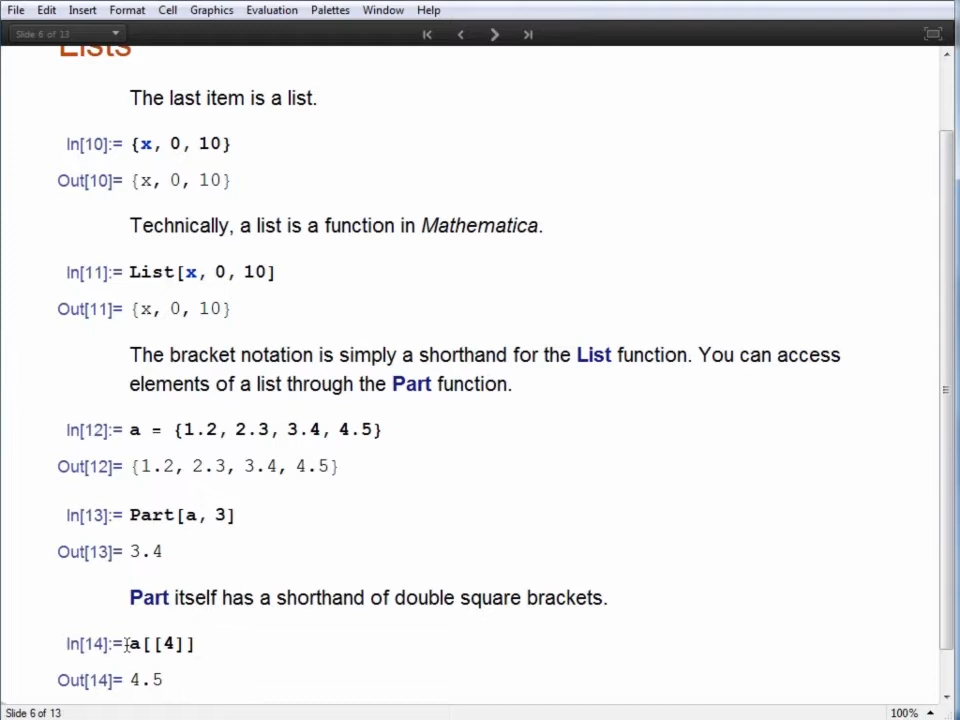 File Edit Insert Format Cell Graphics Evaluation Palettes Window Help
Slide 6 of 13
Lists
The last item is a list.
In[10]:= {x, 0, 10}
Out[10]= {x, 0, 10}
Technically, a list is a function in Mathematica.
In[11]:= List[x, 0, 10]
Out[11]= {x, 0, 10}
The bracket notation is simply a shorthand for the List function. You can access
elements of a list through the Part function.
In[12]:= a = {1.2, 2.3, 3.4, 4.5}
Out[12]= {1.2, 2.3, 3.4, 4.5}
In[13]:= Part[a, 3]
Out[13]= 3.4
Part itself has a shorthand of double square brackets.
In[14]:= a[[4]]
Out[14]= 4.5
Slide 6 of 13 100%